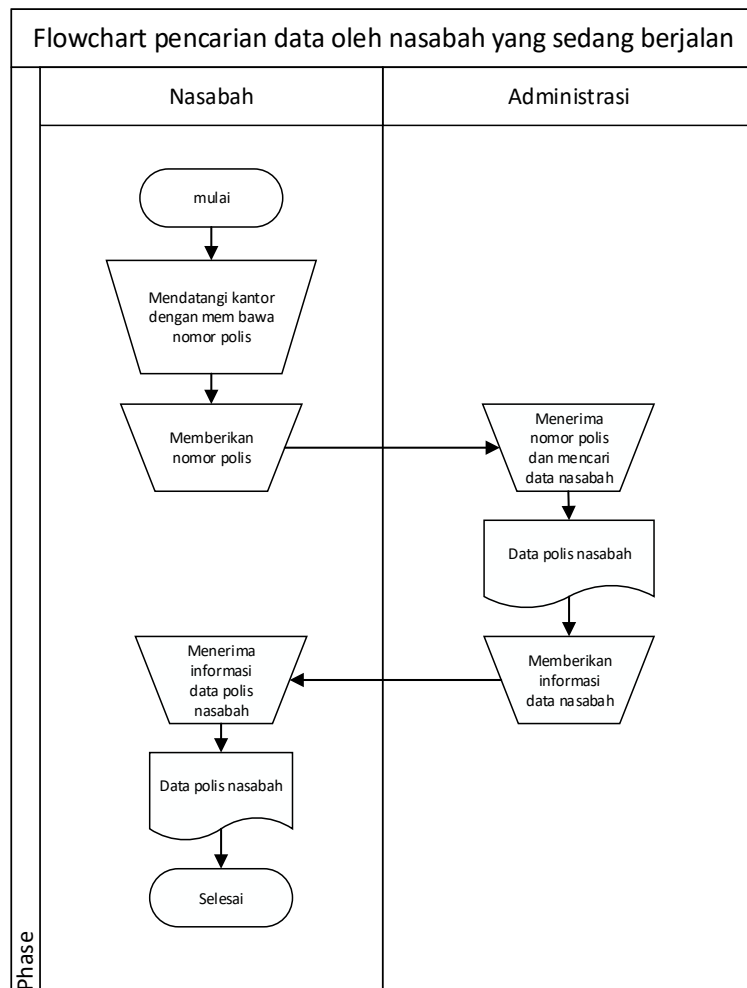 Flowchart pencarian data oleh nasabah yang sedang berjalan
Nasabah
Administrasi
mulai
Mendatangi kantor
dengan mem bawa
nomor polis
Memberikan
nomor polis
Menerima
nomor polis
dan mencari
data nasabah
Data polis nasabah
Memberikan
informasi
data nasabah
Menerima
informasi
data polis
nasabah
Data polis nasabah
Selesai
Phase